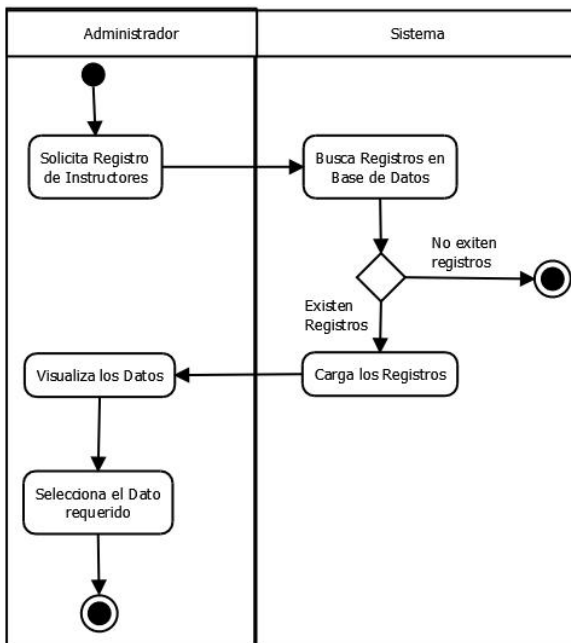 Administrador
Sistema
Solicita Registro
de Instructores
Busca Registros en
Base de Datos
No exiten
registros
Existen
Registros
Visualiza los Datos
Carga los Registros
Selecciona el Dato
requerido